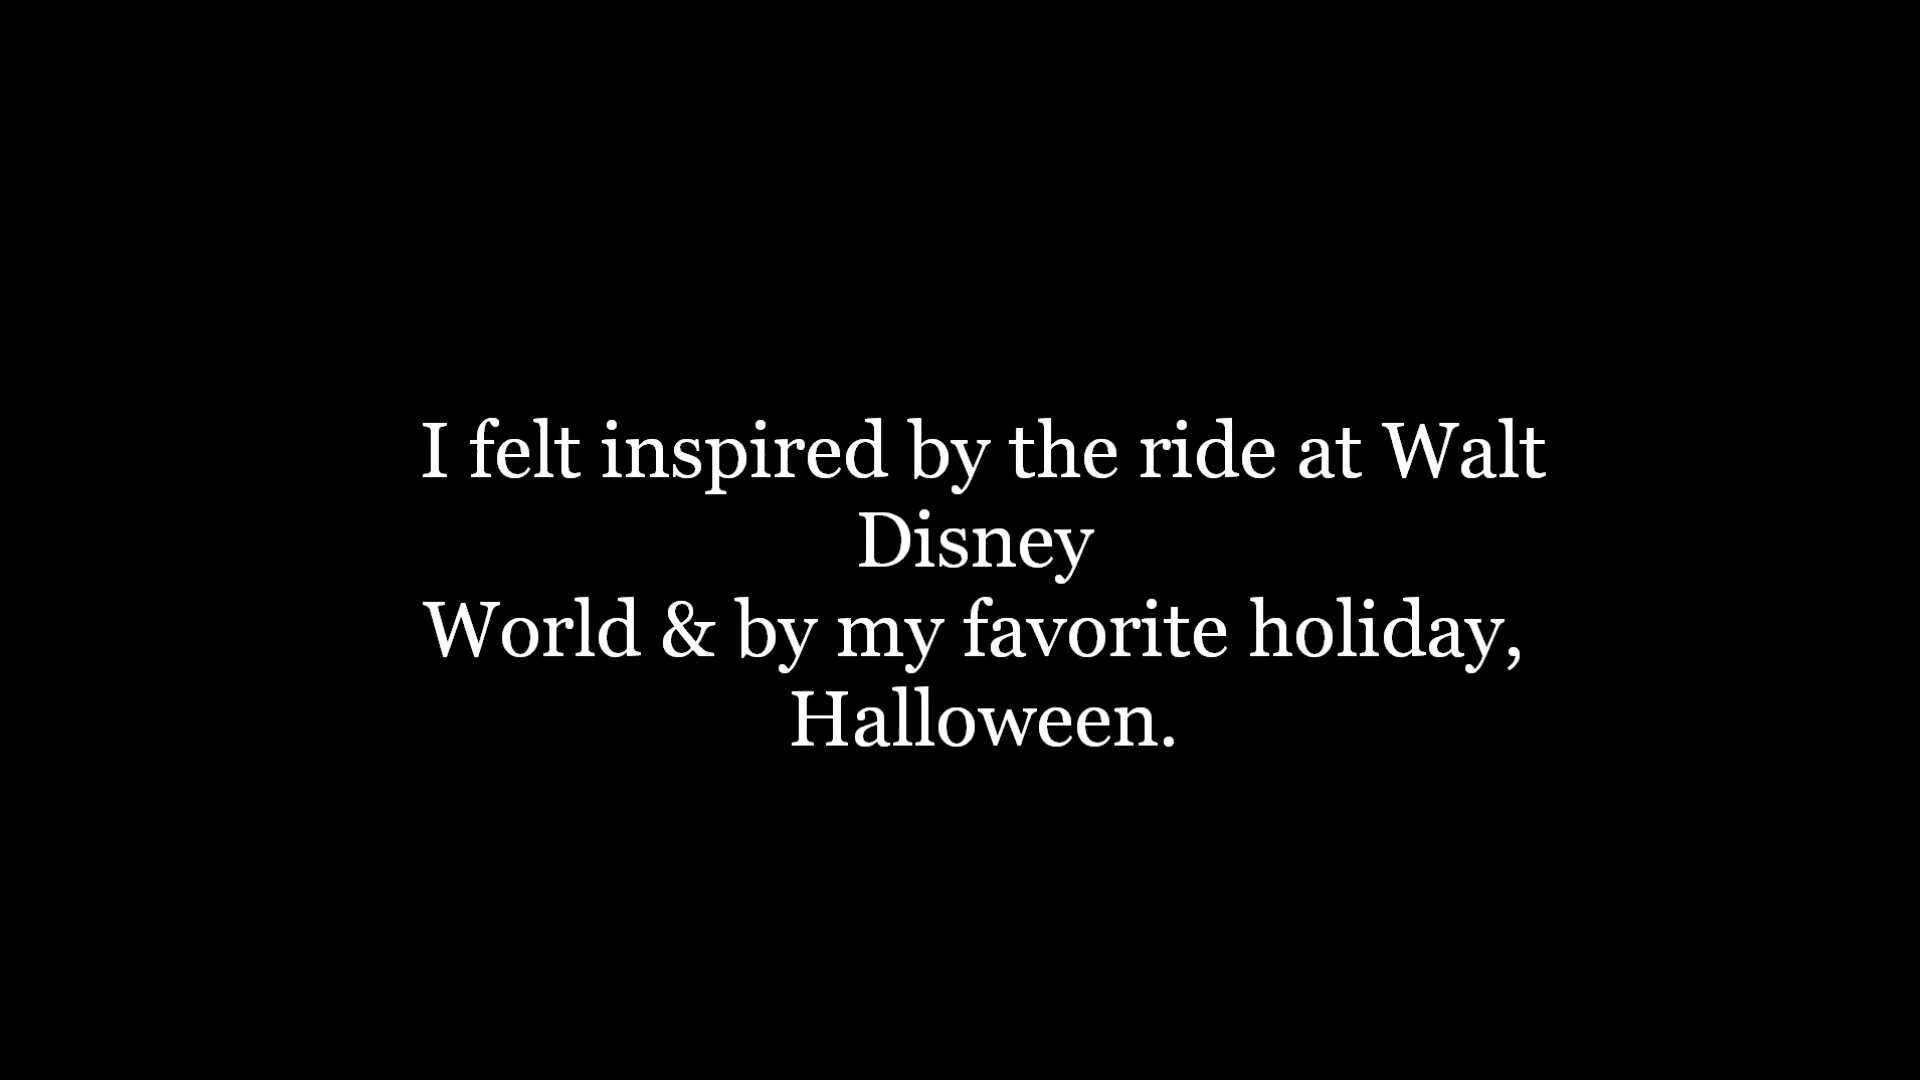 I felt inspired by the ride at Walt
Disney
World & by my favorite holiday,
Halloween.